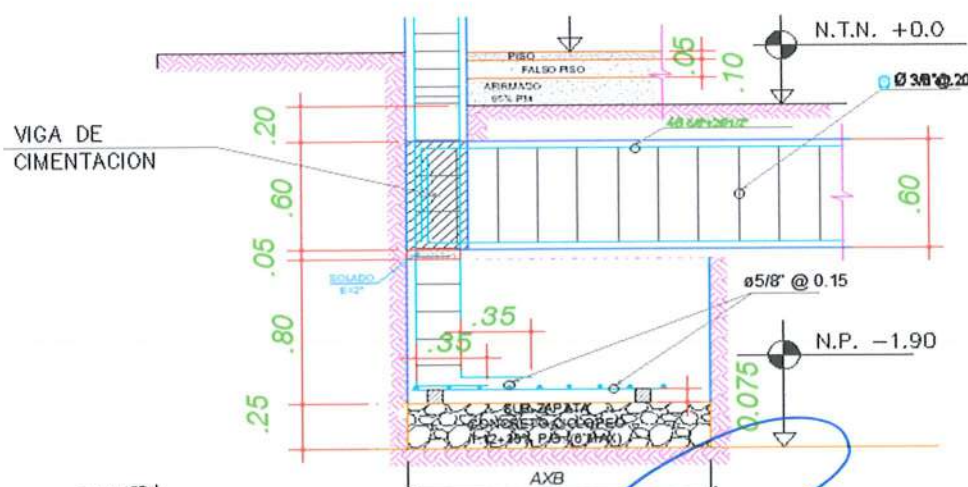 N.T.N. +0.0
PISO
FALSO PISO
AFIRMADO
95% PM
.05
.10
Ø 3/8"@.20
.20
VIGA DE
CIMENTACION
.60
.60
.05
SOLADO
E=2"
ø5/8" @ 0.15
.35
.35
.80
N.P. -1.90
.25
0.075
SUB-ZAPATA
CONCRETO CICLOPEO
AXB